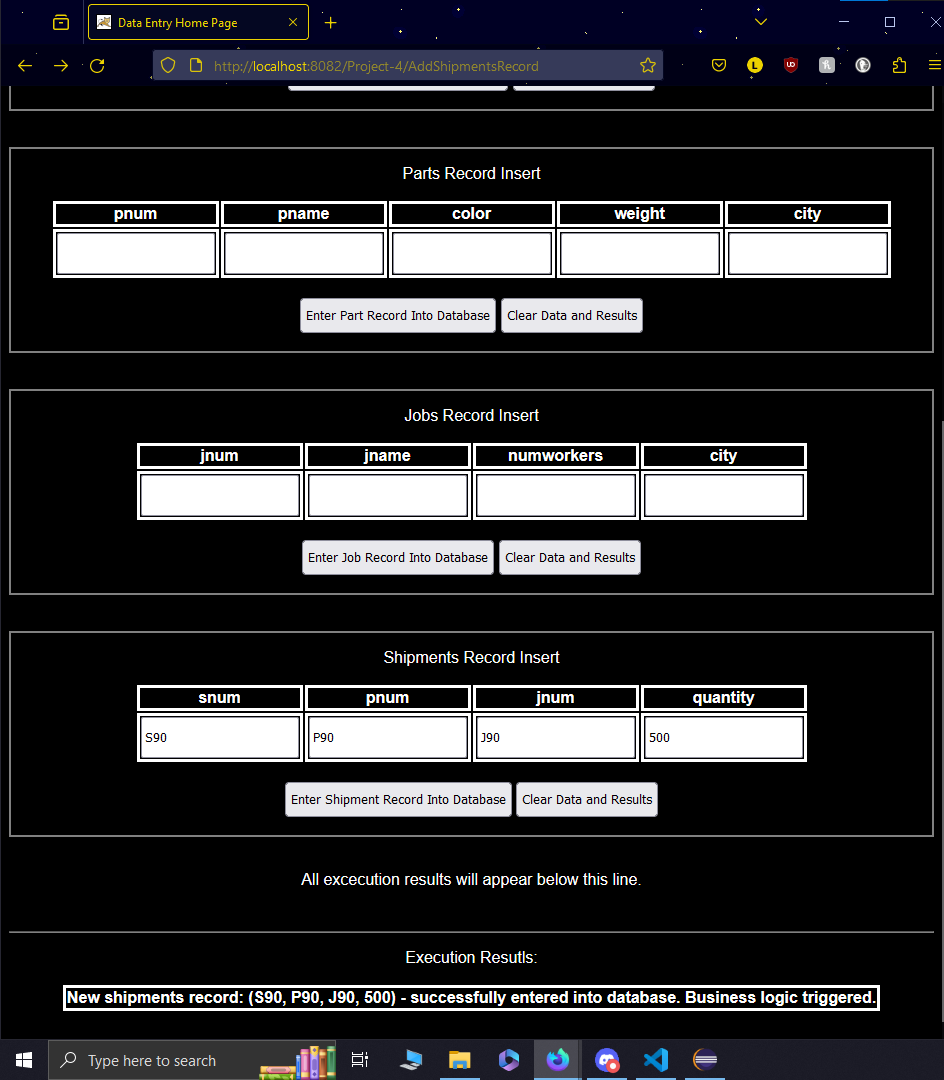 Data Entry Home Page
http://localhost:8082/Project-4/AddShipmentsRecord
L
UD
Parts Record Insert
pnum pname color weight city
Enter Part Record Into Database Clear Data and Results
Jobs Record Insert
jnum jname numworkers city
Enter Job Record Into Database Clear Data and Results
Shipments Record Insert
snum pnum jnum quantity
S90 P90 J90 500
Enter Shipment Record Into Database Clear Data and Results
All excecution results will appear below this line.
Execution Resutls:
New shipments record: (S90, P90, J90, 500) - successfully entered into database. Business logic triggered.
Type here to search